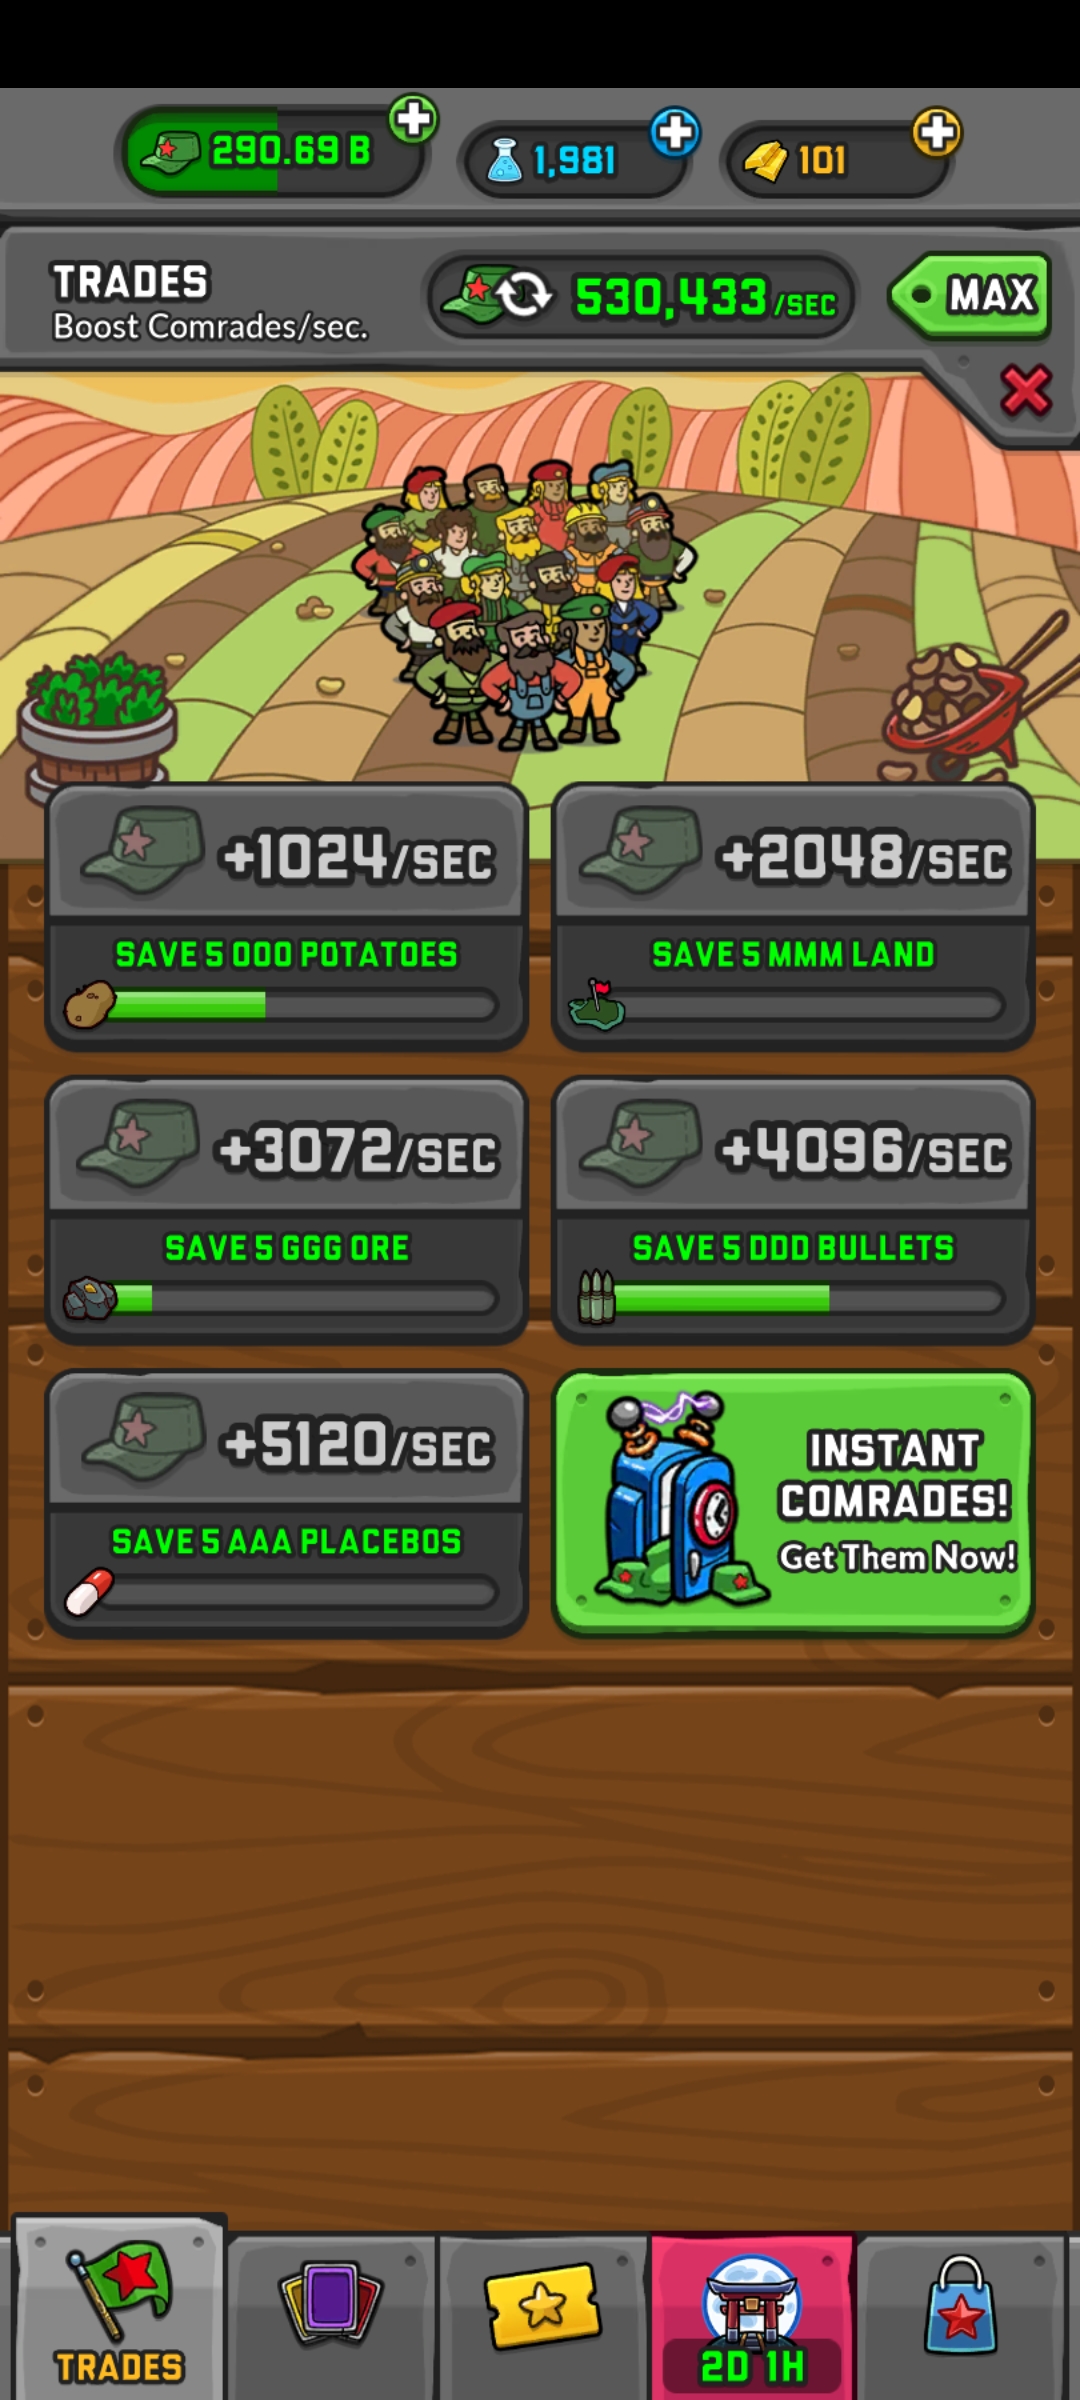 290.69 B
1,981
101
TRADES
Boost Comrades/sec.
530,433/SEC
MAX
+1024/SEC
SAVE 5 OOO POTATOES
+2048/SEC
SAVE 5 MMM LAND
+3072/SEC
SAVE 5 GGG ORE
+4096/SEC
SAVE 5 DDD BULLETS
+5120/SEC
SAVE 5 AAA PLACEBOS
INSTANT
COMRADES!
Get Them Now!
TRADES
2D 1H